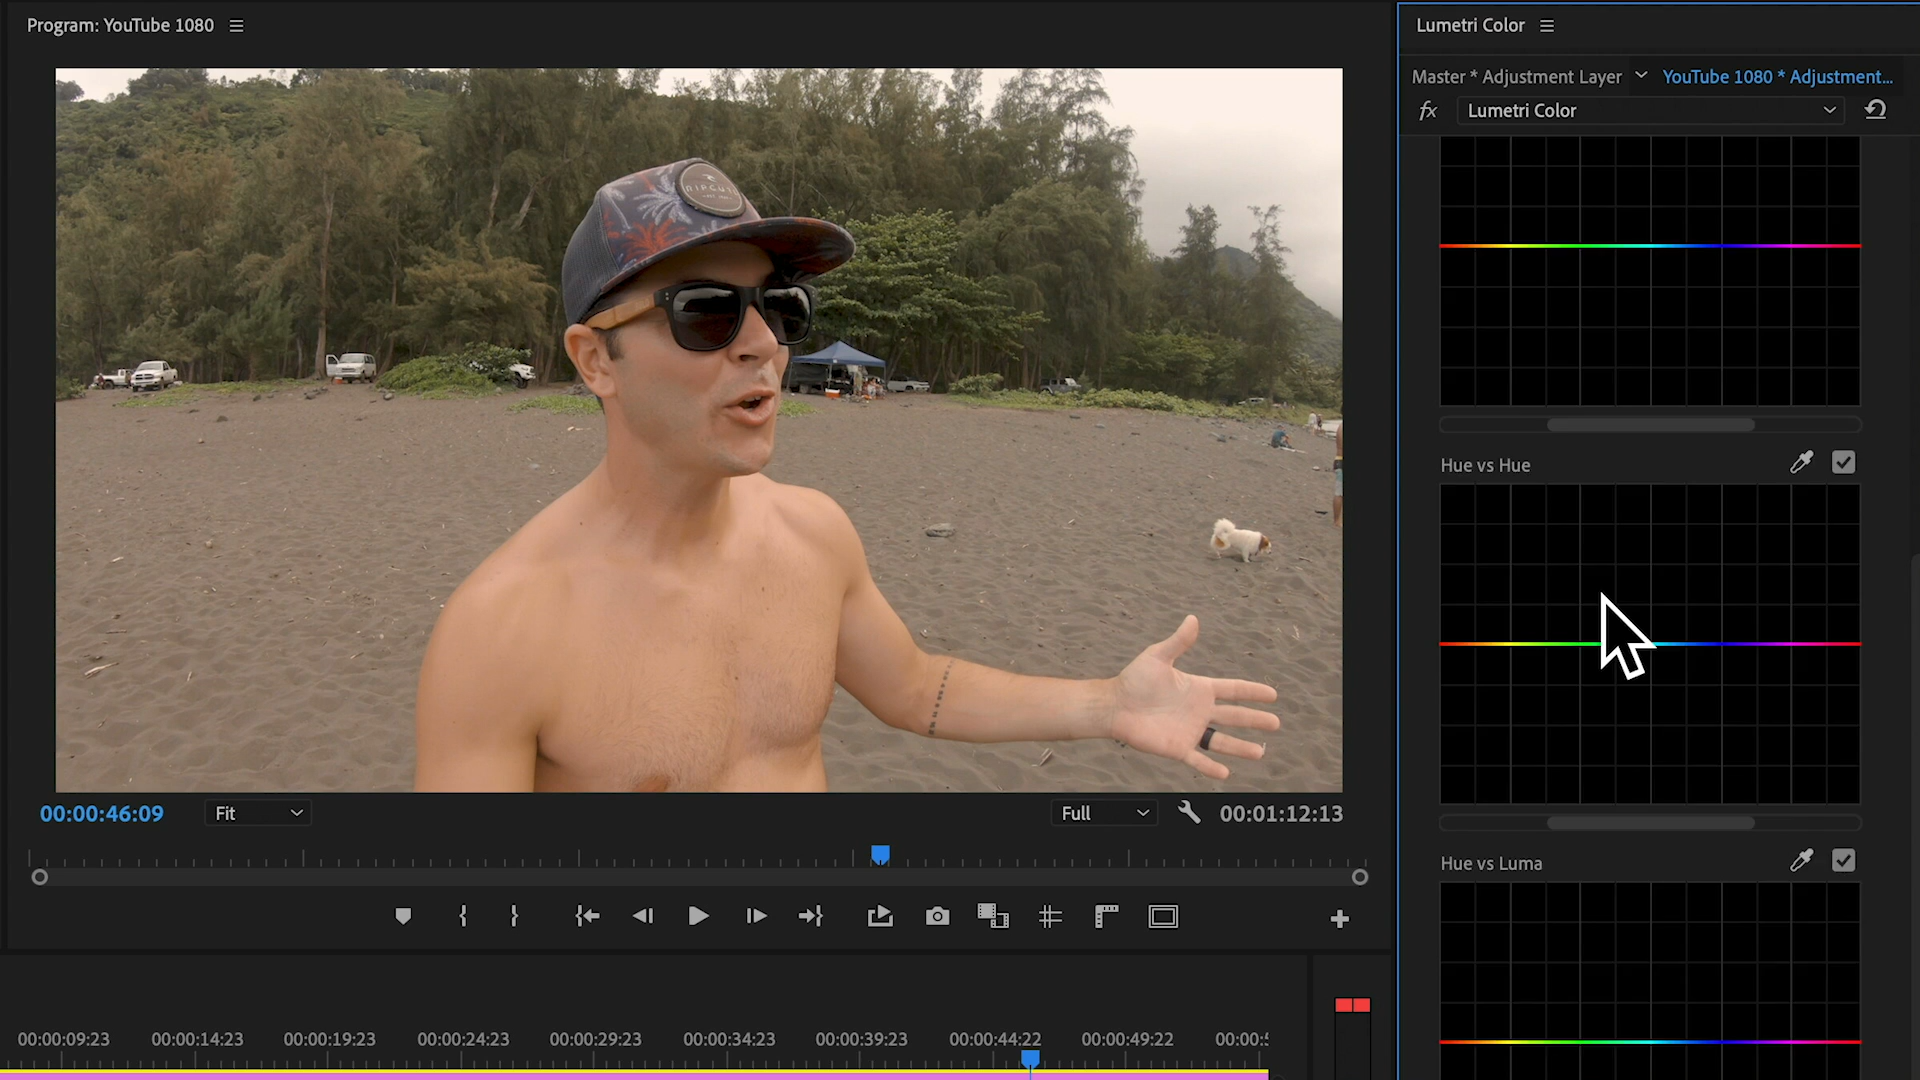 Program: YouTube 1080
Lumetri Color
Master * Adjustment Layer
YouTube 1080 * Adjustment...
fx
Lumetri Color
RIPCURL
Hue vs Hue
Hue vs Luma
00:00:46:09
Fit
Full
00:01:12:13
00:00:09:23
00:00:14:23
00:00:19:23
00:00:24:23
00:00:29:23
00:00:34:23
00:00:39:23
00:00:44:22
00:00:49:22